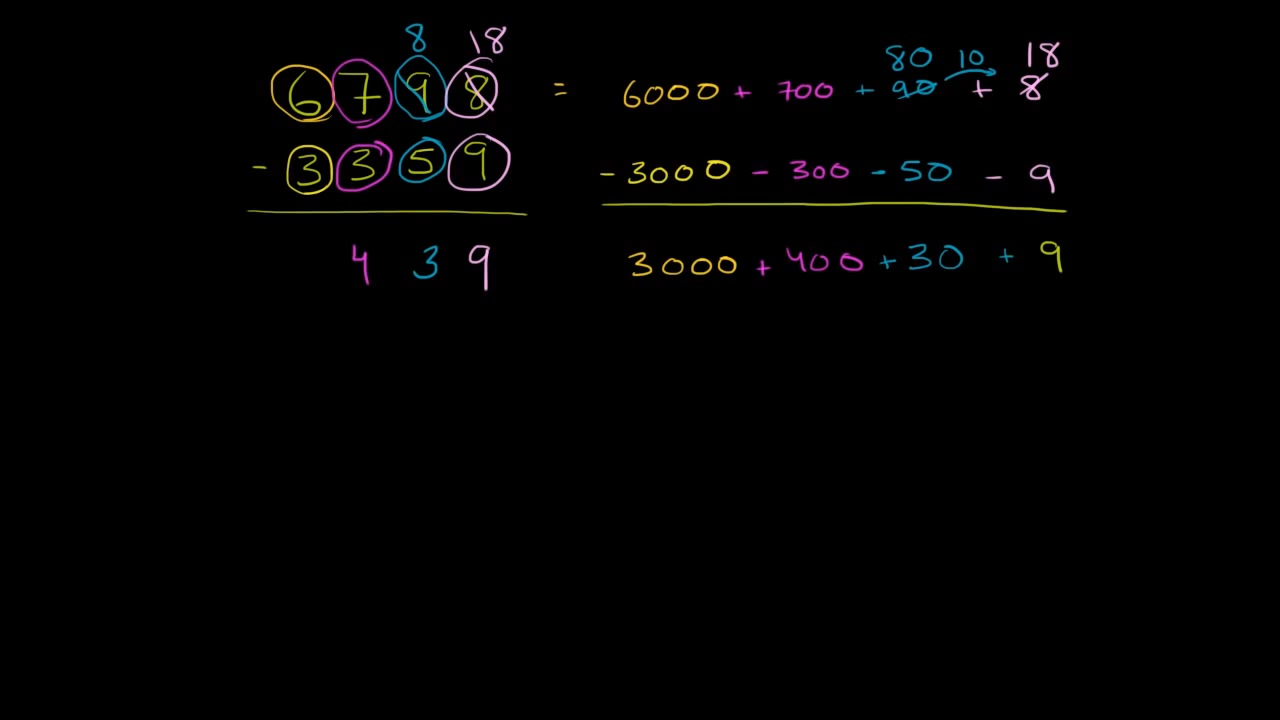 8 18 80 10 18
6 7 9 8 = 6000 + 700 + 90 + 8
- 3 3 5 9 - 3000 - 300 - 50 - 9
4 3 9 3000 + 400 + 30 + 9